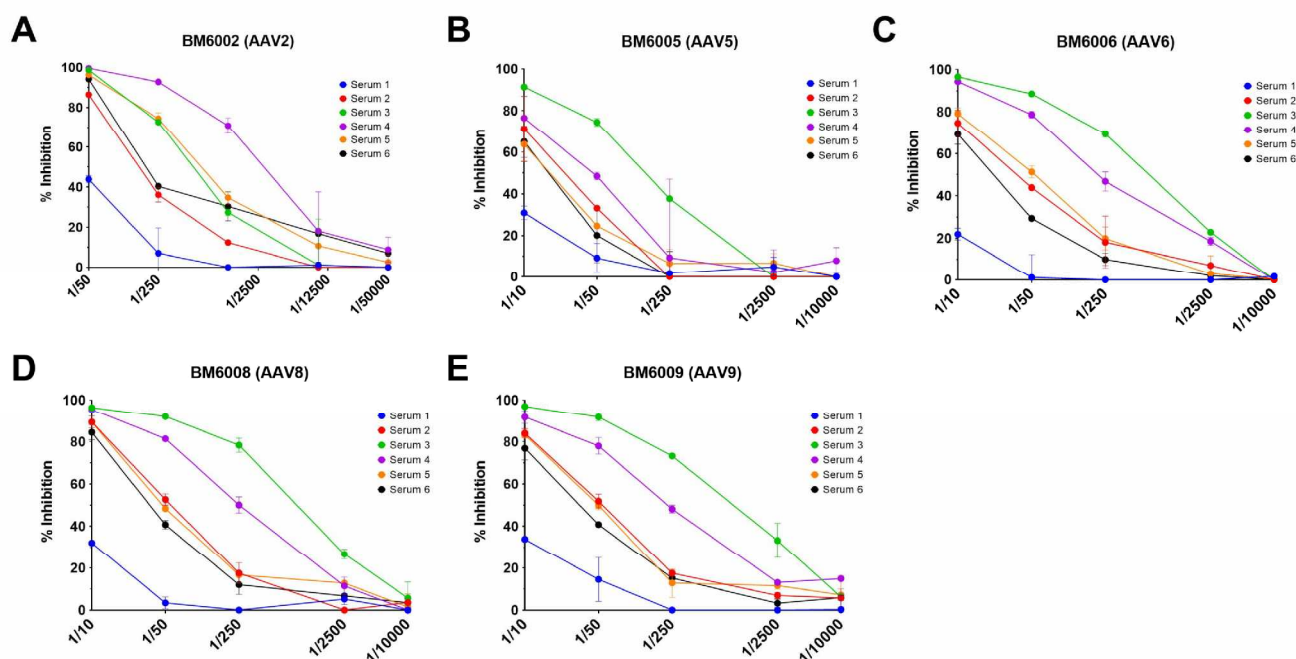 A
BM6002 (AAV2)
% Inhibition
100
80
60
40
20
0
1/50
1/250
1/2500
1/12500
1/50000
Serum 1
Serum 2
Serum 3
Serum 4
Serum 5
Serum 6
B
BM6005 (AAV5)
% Inhibition
100
80
60
40
20
0
1/10
1/50
1/250
1/2500
1/10000
Serum 1
Serum 2
Serum 3
Serum 4
Serum 5
Serum 6
C
BM6006 (AAV6)
% Inhibition
100
80
60
40
20
0
1/10
1/50
1/250
1/2500
1/10000
Serum 1
Serum 2
Serum 3
Serum 4
Serum 5
Serum 6
D
BM6008 (AAV8)
% Inhibition
100
80
60
40
20
0
1/10
1/50
1/250
1/2500
1/10000
Serum 1
Serum 2
Serum 3
Serum 4
Serum 5
Serum 6
E
BM6009 (AAV9)
% Inhibition
100
80
60
40
20
0
1/10
1/50
1/250
1/2500
1/10000
Serum 1
Serum 2
Serum 3
Serum 4
Serum 5
Serum 6